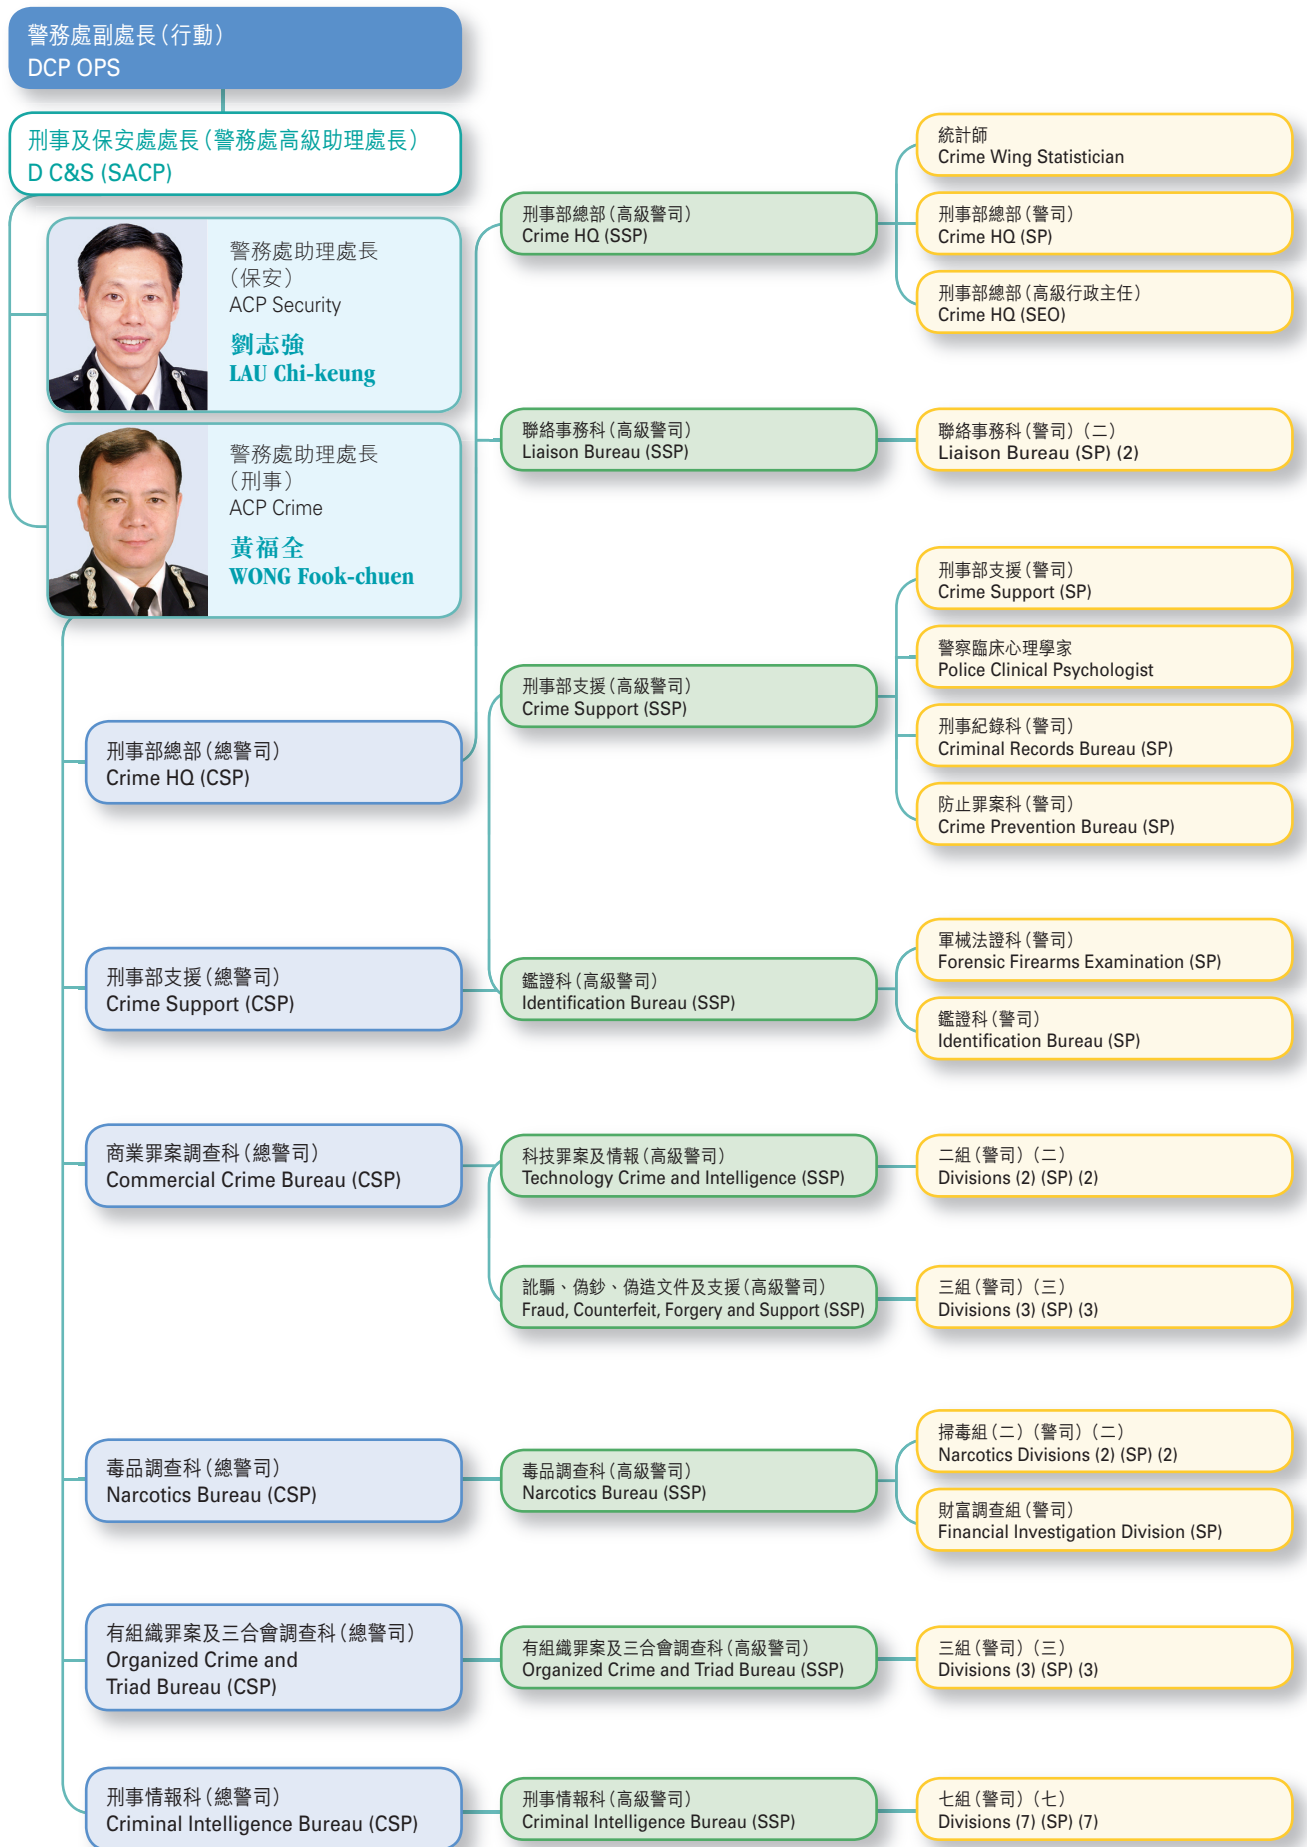 警務處副處長（行動）
DCP OPS
刑事及保安處處長（警務處高級助理處長）
D C&S (SACP)
警務處助理處長
（保安）
ACP Security
劉志強
LAU Chi-keung
警務處助理處長
（刑事）
ACP Crime
黃福全
WONG Fook-chuen
刑事部總部（總警司）
Crime HQ (CSP)
刑事部總部（高級警司）
Crime HQ (SSP)
統計師
Crime Wing Statistician
刑事部總部（警司）
Crime HQ (SP)
刑事部總部（高級行政主任）
Crime HQ (SEO)
聯絡事務科（高級警司）
Liaison Bureau (SSP)
聯絡事務科（警司）（二）
Liaison Bureau (SP) (2)
刑事部支援（總警司）
Crime Support (CSP)
刑事部支援（高級警司）
Crime Support (SSP)
刑事部支援（警司）
Crime Support (SP)
警察臨床心理學家
Police Clinical Psychologist
刑事紀錄科（警司）
Criminal Records Bureau (SP)
防止罪案科（警司）
Crime Prevention Bureau (SP)
鑑證科（高級警司）
Identification Bureau (SSP)
軍械法證科（警司）
Forensic Firearms Examination (SP)
鑑證科（警司）
Identification Bureau (SP)
商業罪案調查科（總警司）
Commercial Crime Bureau (CSP)
科技罪案及情報（高級警司）
Technology Crime and Intelligence (SSP)
二組（警司）（二）
Divisions (2) (SP) (2)
訛騙、偽鈔、偽造文件及支援（高級警司）
Fraud, Counterfeit, Forgery and Support (SSP)
三組（警司）（三）
Divisions (3) (SP) (3)
毒品調查科（總警司）
Narcotics Bureau (CSP)
毒品調查科（高級警司）
Narcotics Bureau (SSP)
掃毒組（二）（警司）（二）
Narcotics Divisions (2) (SP) (2)
財富調查組（警司）
Financial Investigation Division (SP)
有組織罪案及三合會調查科（總警司）
Organized Crime and
Triad Bureau (CSP)
有組織罪案及三合會調查科（高級警司）
Organized Crime and Triad Bureau (SSP)
三組（警司）（三）
Divisions (3) (SP) (3)
刑事情報科（總警司）
Criminal Intelligence Bureau (CSP)
刑事情報科（高級警司）
Criminal Intelligence Bureau (SSP)
七組（警司）（七）
Divisions (7) (SP) (7)